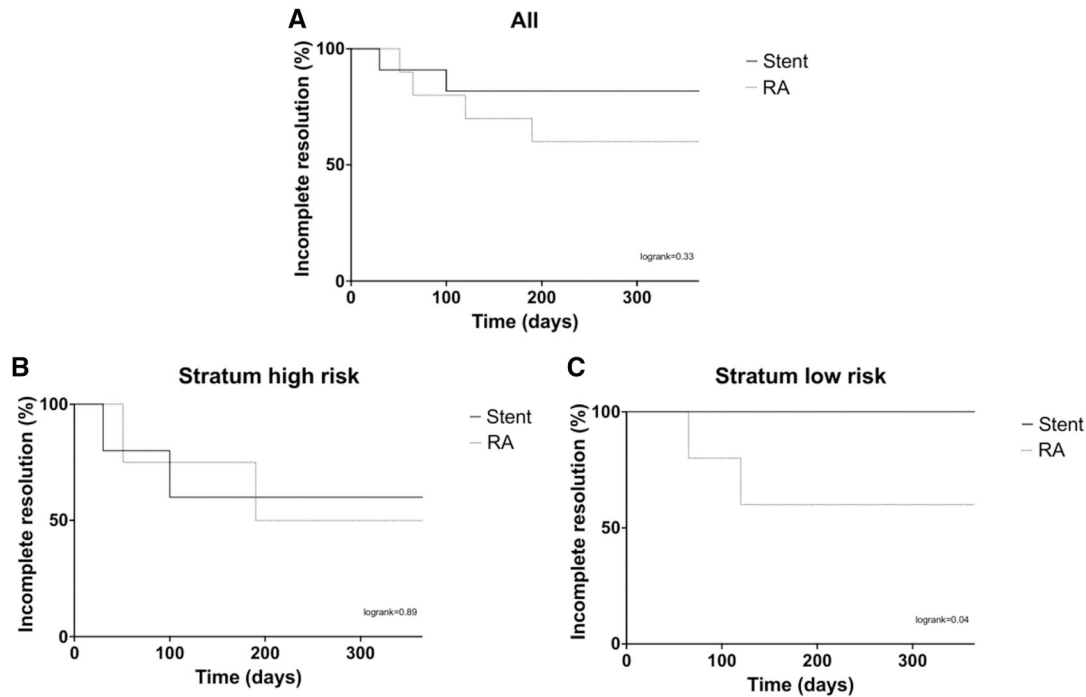 A
All
Incomplete resolution (%)
100
50
0
0 100 200 300
Time (days)
Stent
RA
logrank=0.33
B
Stratum high risk
Incomplete resolution (%)
100
50
0
0 100 200 300
Time (days)
Stent
RA
logrank=0.89
C
Stratum low risk
Incomplete resolution (%)
100
50
0
0 100 200 300
Time (days)
Stent
RA
logrank=0.04